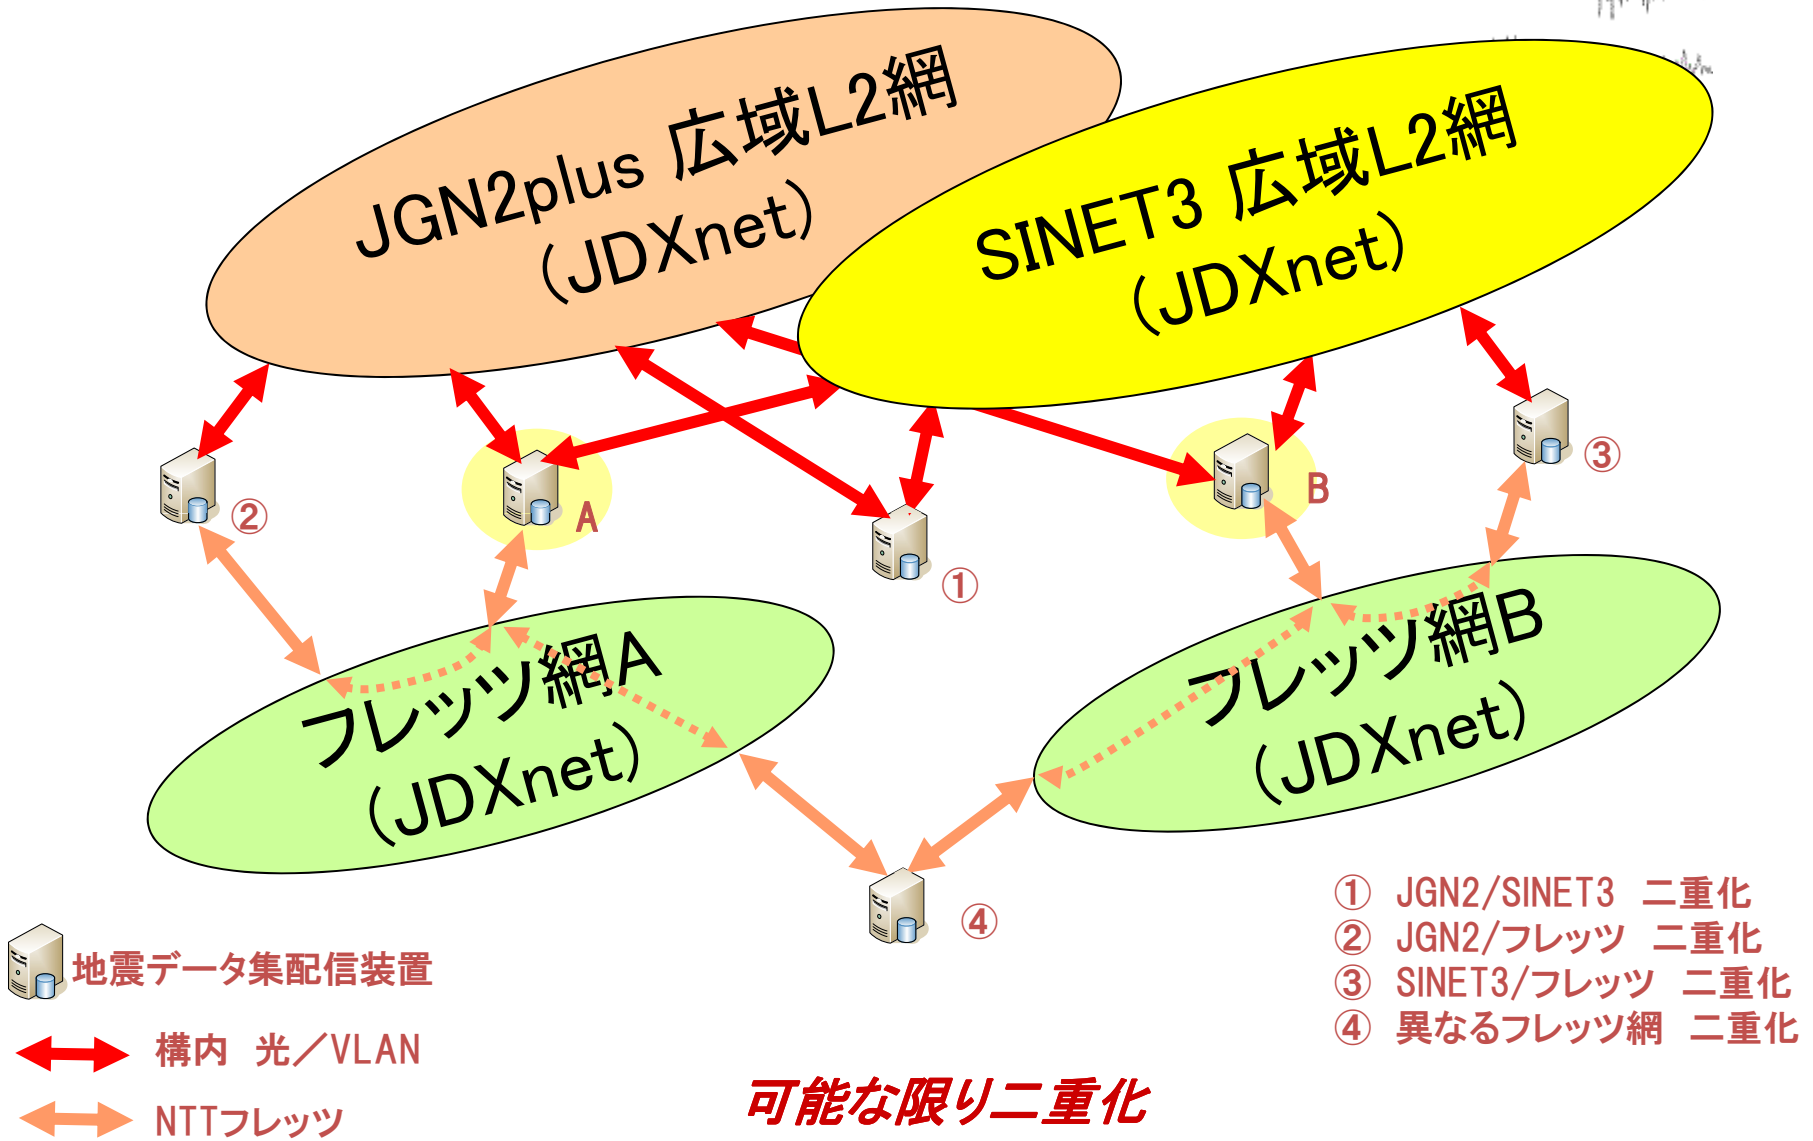 JGN2plus 広域L2網
(JDXnet)
SINET3 広域L2網
(JDXnet)
②
A
①
B
③
フレッツ網A
(JDXnet)
フレッツ網B
(JDXnet)
④
① JGN2/SINET3 二重化
② JGN2/フレッツ 二重化
③ SINET3/フレッツ 二重化
④ 異なるフレッツ網 二重化
地震データ集配信装置
構内 光／VLAN
NTTフレッツ
可能な限り二重化